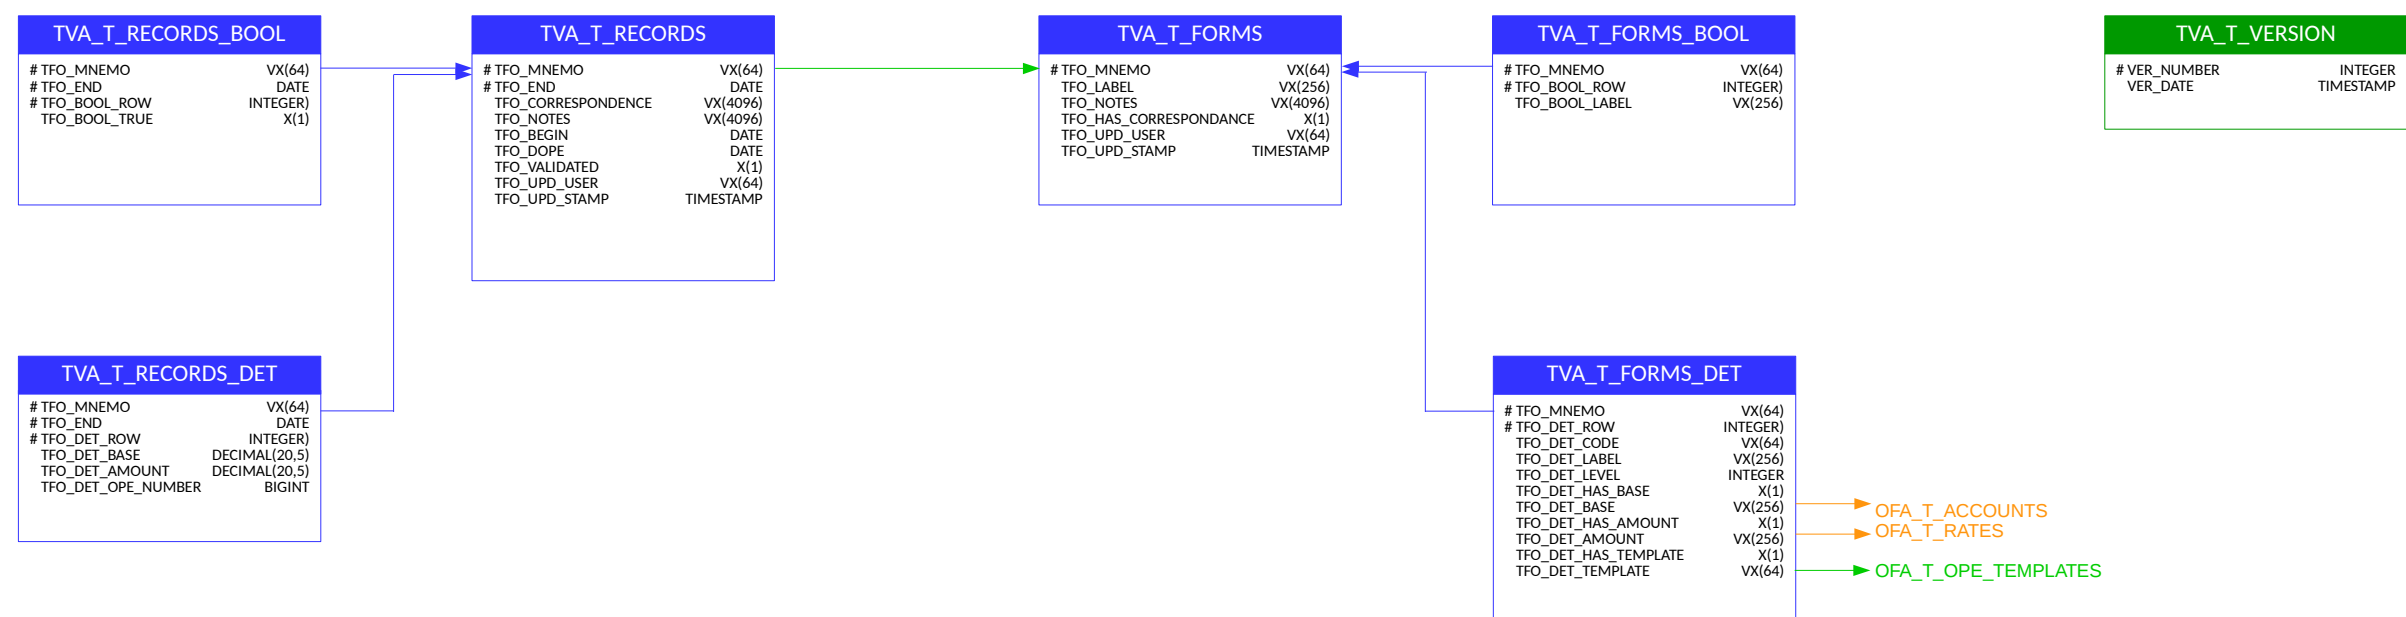 TVA_T_RECORDS_BOOL
# TFO_MNEMO VX(64)
# TFO_END DATE
# TFO_BOOL_ROW INTEGER)
TFO_BOOL_TRUE X(1)
TVA_T_RECORDS
# TFO_MNEMO VX(64)
# TFO_END DATE
TFO_CORRESPONDENCE VX(4096)
TFO_NOTES VX(4096)
TFO_BEGIN DATE
TFO_DOPE DATE
TFO_VALIDATED X(1)
TFO_UPD_USER VX(64)
TFO_UPD_STAMP TIMESTAMP
TVA_T_FORMS
# TFO_MNEMO VX(64)
TFO_LABEL VX(256)
TFO_NOTES VX(4096)
TFO_HAS_CORRESPONDANCE X(1)
TFO_UPD_USER VX(64)
TFO_UPD_STAMP TIMESTAMP
TVA_T_FORMS_BOOL
# TFO_MNEMO VX(64)
# TFO_BOOL_ROW INTEGER)
TFO_BOOL_LABEL VX(256)
TVA_T_VERSION
# VER_NUMBER INTEGER
VER_DATE TIMESTAMP
TVA_T_RECORDS_DET
# TFO_MNEMO VX(64)
# TFO_END DATE
# TFO_DET_ROW INTEGER)
TFO_DET_BASE DECIMAL(20,5)
TFO_DET_AMOUNT DECIMAL(20,5)
TFO_DET_OPE_NUMBER BIGINT
TVA_T_FORMS_DET
# TFO_MNEMO VX(64)
# TFO_DET_ROW INTEGER)
TFO_DET_CODE VX(64)
TFO_DET_LABEL VX(256)
TFO_DET_LEVEL INTEGER
TFO_DET_HAS_BASE X(1)
TFO_DET_BASE VX(256)
TFO_DET_HAS_AMOUNT X(1)
TFO_DET_AMOUNT VX(256)
TFO_DET_HAS_TEMPLATE X(1)
TFO_DET_TEMPLATE VX(64)
OFA_T_ACCOUNTS
OFA_T_RATES
OFA_T_OPE_TEMPLATES